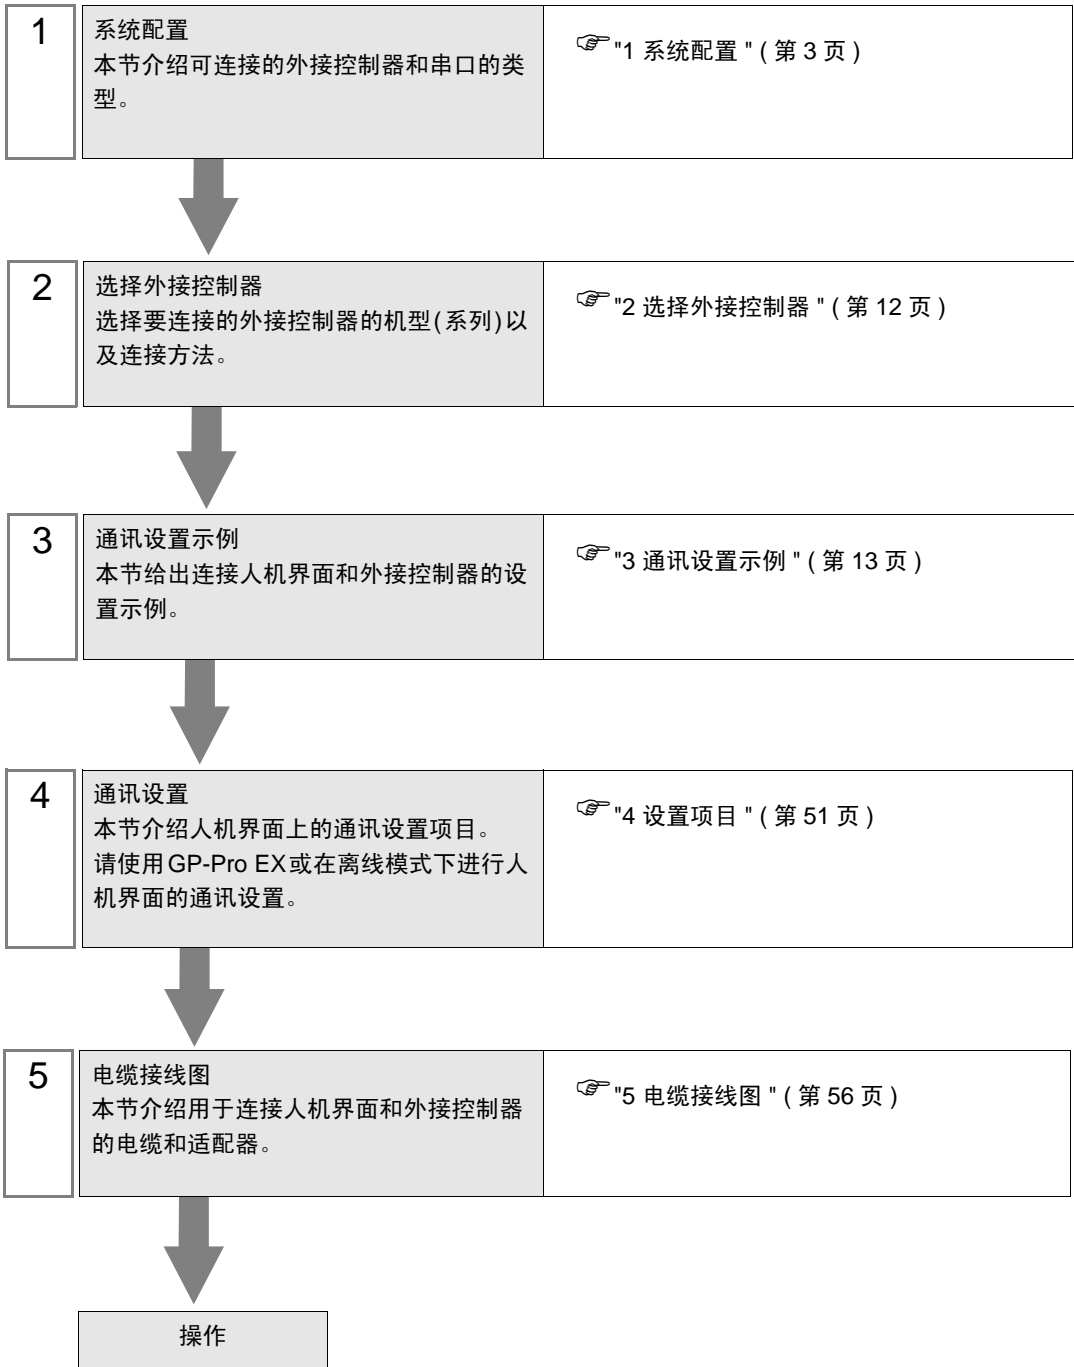 1
系统配置
本节介绍可连接的外接控制器和串口的类
型。
☞"1 系统配置 " ( 第 3 页 )
2
选择外接控制器
选择要连接的外接控制器的机型(系列)以
及连接方法。
☞"2 选择外接控制器 " ( 第 12 页 )
3
通讯设置示例
本节给出连接人机界面和外接控制器的设
置示例。
☞"3 通讯设置示例 " ( 第 13 页 )
4
通讯设置
本节介绍人机界面上的通讯设置项目。
请使用GP-Pro EX或在离线模式下进行人
机界面的通讯设置。
☞"4 设置项目 " ( 第 51 页 )
5
电缆接线图
本节介绍用于连接人机界面和外接控制器
的电缆和适配器。
☞"5 电缆接线图 " ( 第 56 页 )
操作